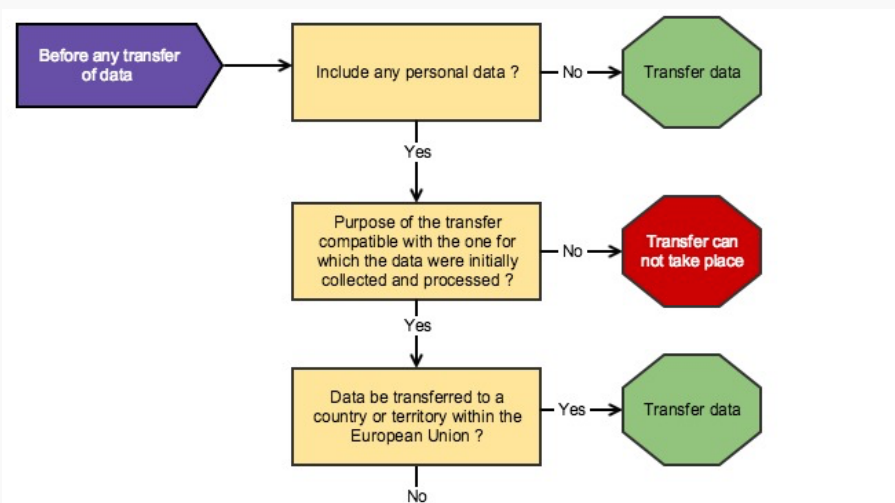 Before any transfer
of data
Include any personal data ?
No
Transfer data
Yes
Purpose of the transfer
compatible with the one for
which the data were initially
collected and processed ?
No
Transfer can
not take place
Yes
Data be transferred to a
country or territory within the
European Union ?
Yes
Transfer data
No